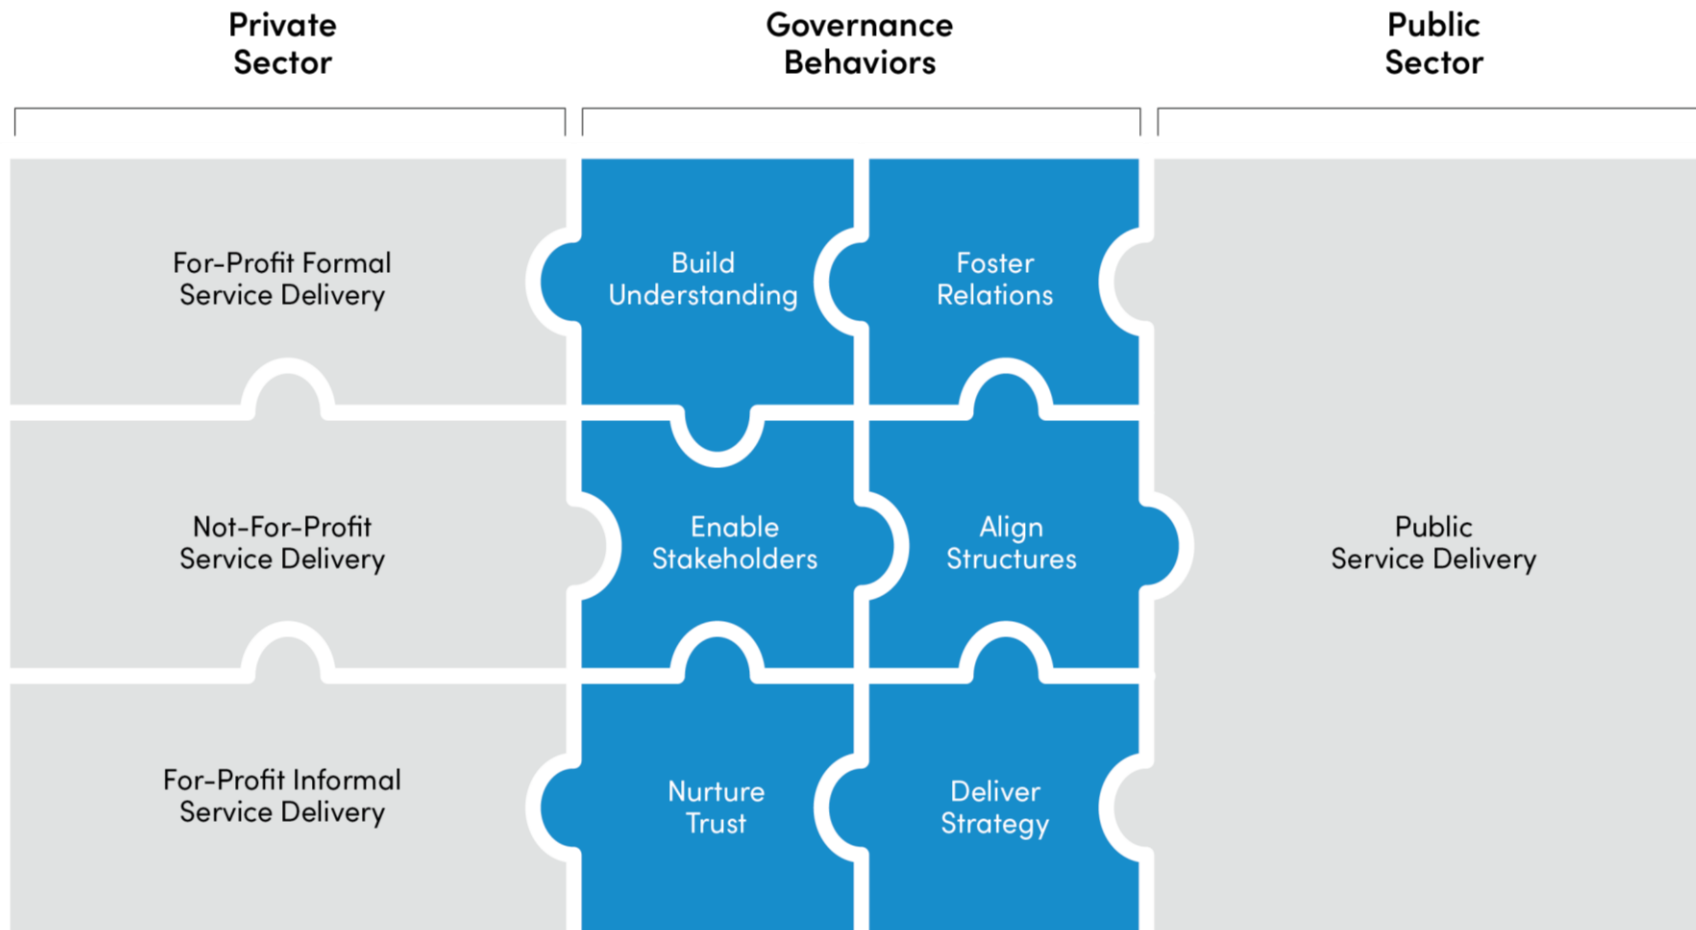 Private
Sector
Governance
Behaviors
Public
Sector
For-Profit Formal
Service Delivery
Build
Understanding
Foster
Relations
Not-For-Profit
Service Delivery
Enable
Stakeholders
Align
Structures
Public
Service Delivery
For-Profit Informal
Service Delivery
Nurture
Trust
Deliver
Strategy